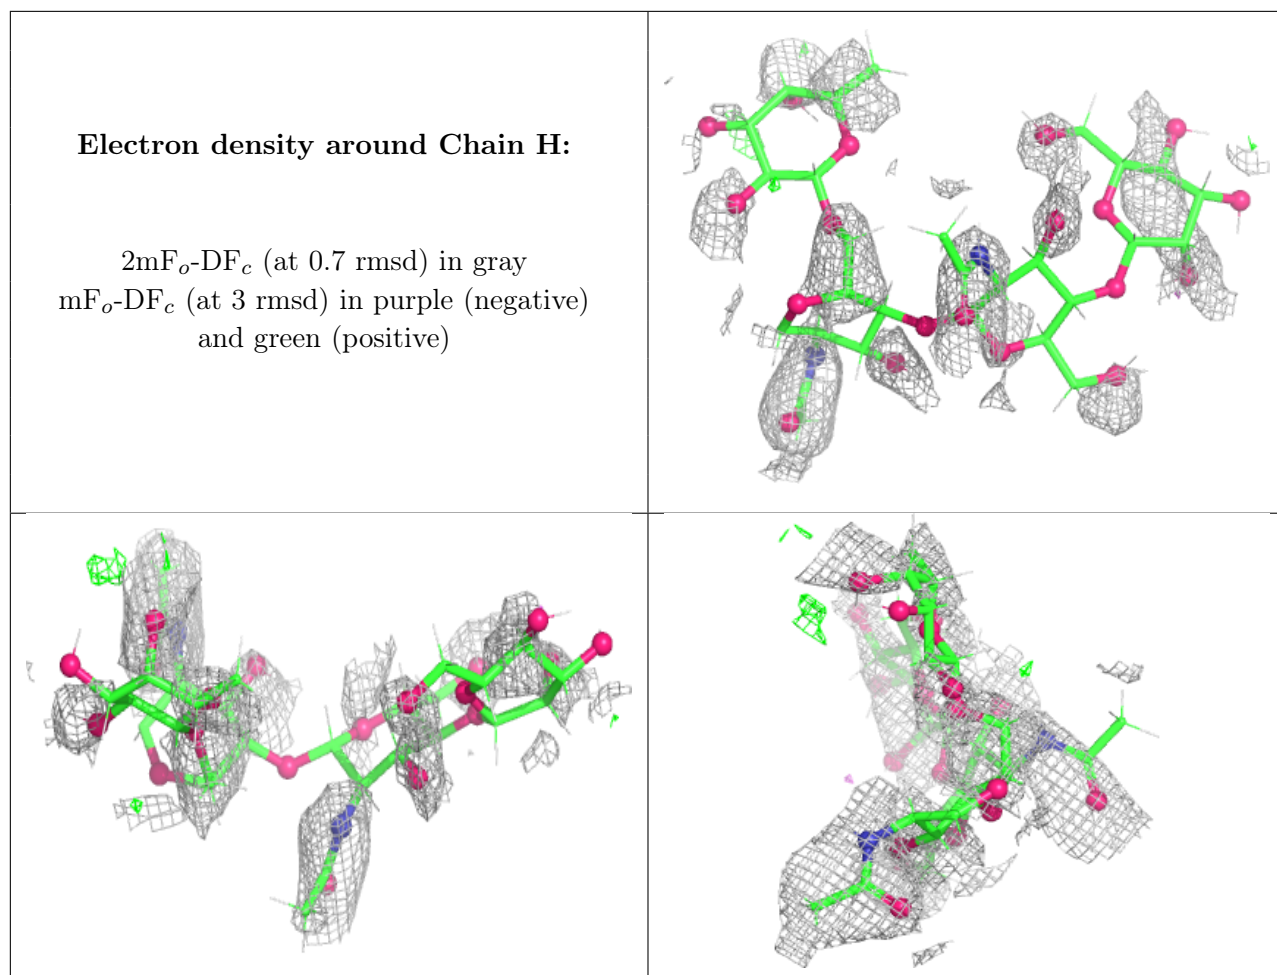 Electron density around Chain H:
2mFₒ-DF𝒸 (at 0.7 rmsd) in gray
mFₒ-DF𝒸 (at 3 rmsd) in purple (negative)
and green (positive)